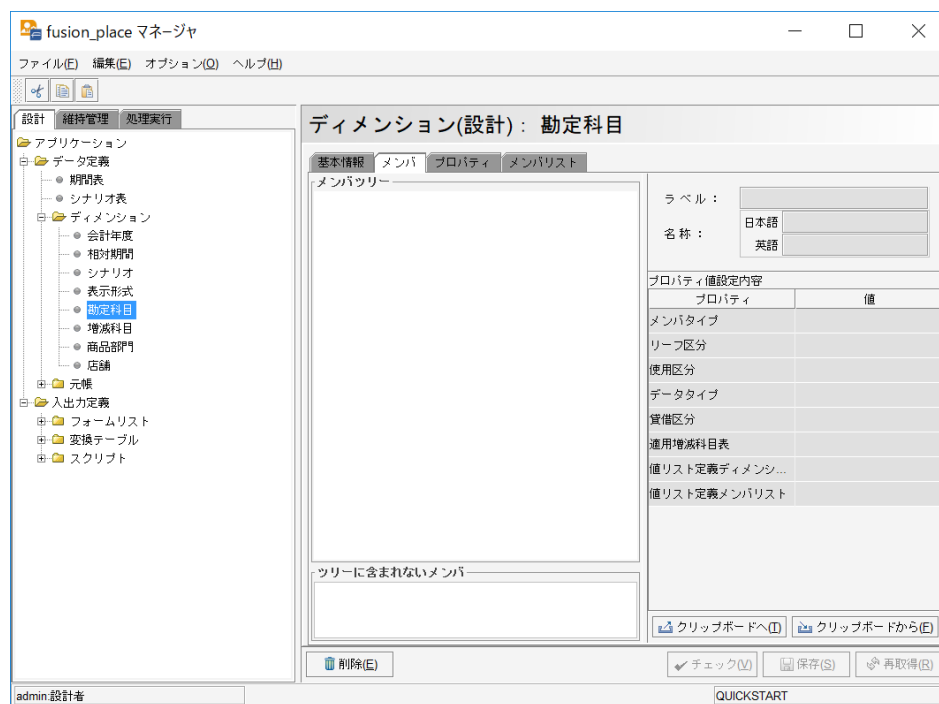 fusion_place マネージャ
ファイル(F) 編集(E) オプション(O) ヘルプ(H)
設計 維持管理 処理実行
アプリケーション
データ定義
期間表
シナリオ表
ディメンション
会計年度
相対期間
シナリオ
表示形式
勘定科目
増減科目
商品部門
店舗
元帳
入出力定義
フォームリスト
変換テーブル
スクリプト
ディメンション(設計): 勘定科目
基本情報 メンバ プロパティ メンバリスト
メンバツリー
ツリーに含まれないメンバ
ラベル:
名称: 日本語
英語
プロパティ値設定内容
プロパティ 値
メンバタイプ
リーフ区分
使用区分
データタイプ
貸借区分
適用増減科目表
値リスト定義ディメンシ...
値リスト定義メンバリスト
クリップボードへ(T) クリップボードから(F)
削除(E) チェック(V) 保存(S) 再取得(R)
admin:設計者 QUICKSTART